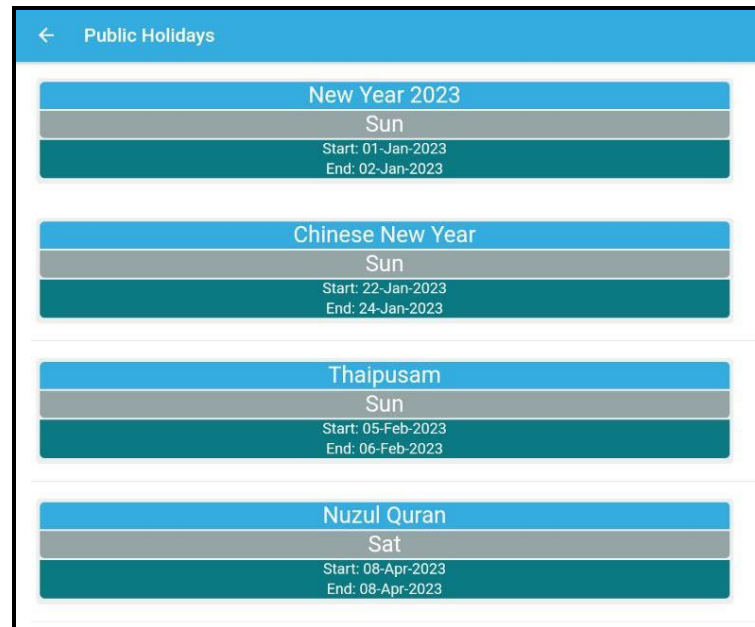 Public Holidays
New Year 2023
Sun
Start: 01-Jan-2023
End: 02-Jan-2023
Chinese New Year
Sun
Start: 22-Jan-2023
End: 24-Jan-2023
Thaipusam
Sun
Start: 05-Feb-2023
End: 06-Feb-2023
Nuzul Quran
Sat
Start: 08-Apr-2023
End: 08-Apr-2023